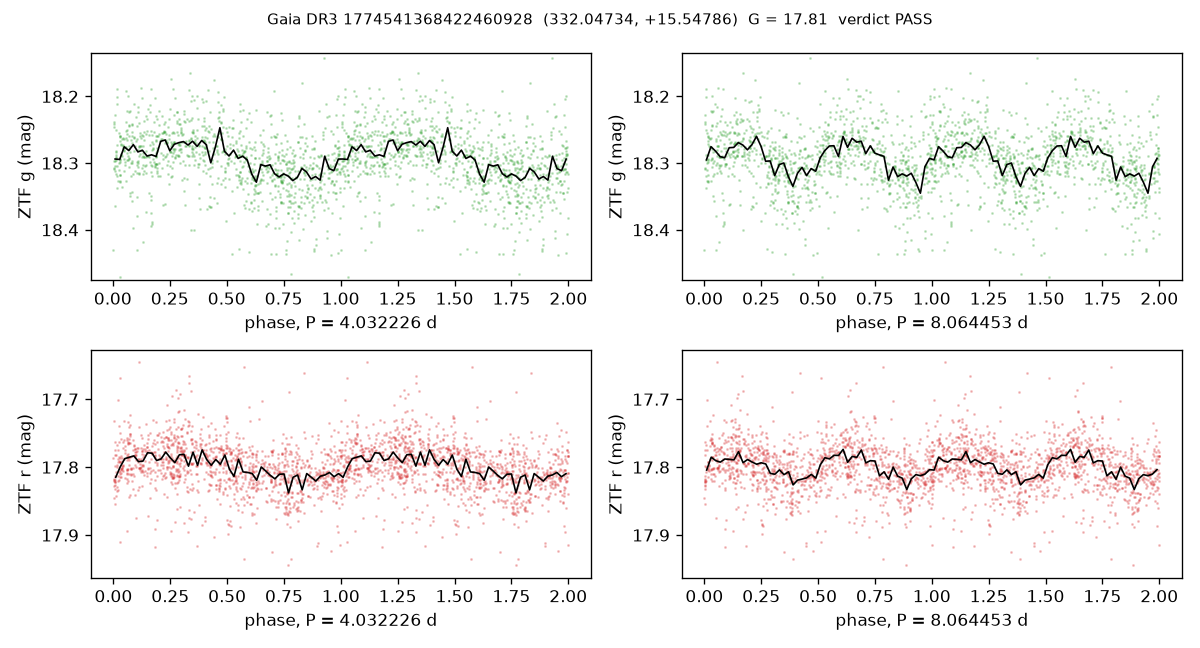 Gaia DR3 1774541368422460928  (332.04734, +15.54786)  G = 17.81  verdict PASS
ZTF g (mag)
18.2
18.3
18.4
0.00 0.25 0.50 0.75 1.00 1.25 1.50 1.75 2.00
phase, P = 4.032226 d
ZTF g (mag)
18.2
18.3
18.4
0.00 0.25 0.50 0.75 1.00 1.25 1.50 1.75 2.00
phase, P = 8.064453 d
ZTF r (mag)
17.7
17.8
17.9
0.00 0.25 0.50 0.75 1.00 1.25 1.50 1.75 2.00
phase, P = 4.032226 d
ZTF r (mag)
17.7
17.8
17.9
0.00 0.25 0.50 0.75 1.00 1.25 1.50 1.75 2.00
phase, P = 8.064453 d